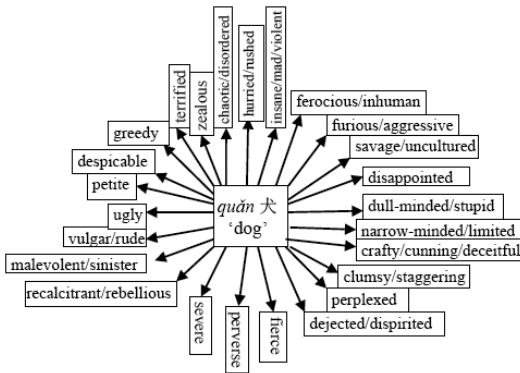 quǎn 犬
‘dog’
terrified
zealous
chaotic/disordered
hurried/rushed
insane/mad/violent
ferocious/inhuman
furious/aggressive
savage/uncultured
disappointed
dull-minded/stupid
narrow-minded/limited
crafty/cunning/deceitful
clumsy/staggering
perplexed
dejected/dispirited
fierce
perverse
severe
recalcitrant/rebellious
malevolent/sinister
vulgar/rude
ugly
petite
despicable
greedy